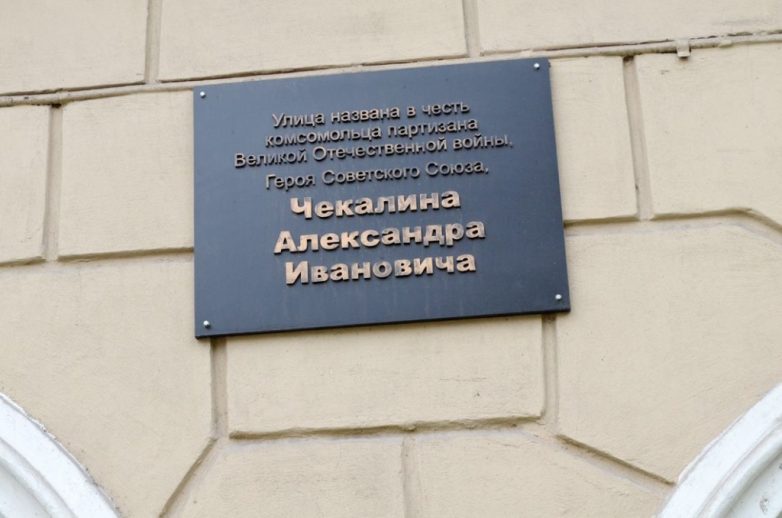 Улица названа в честь
комсомольца партизана
Великой Отечественной войны,
Героя Советского Союза,
Чекалина
Александра
Ивановича